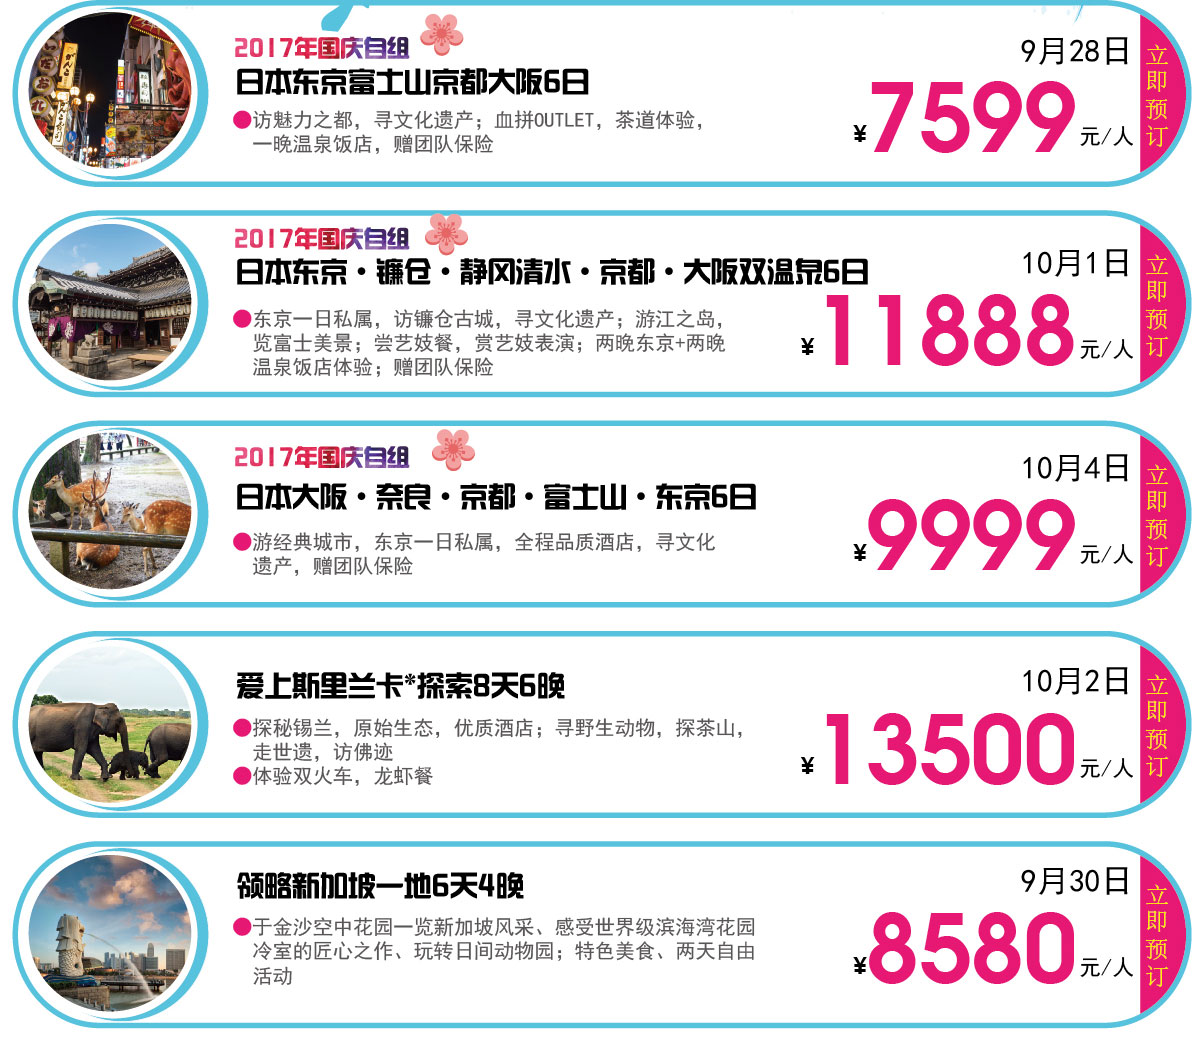 2017年国庆自组
日本东京富士山京都大阪6日
●访魅力之都，寻文化遗产；血拼OUTLET，茶道体验，
一晚温泉饭店，赠团队保险
9月28日
¥7599元/人
立即预订
2017年国庆自组
日本东京·镰仓·静冈清水·京都·大阪双温泉6日
●东京一日私属，访镰仓古城，寻文化遗产；游江之岛，
览富士美景；尝艺妓餐，赏艺妓表演；两晚东京+两晚
温泉饭店体验；赠团队保险
10月1日
¥11888元/人
立即预订
2017年国庆自组
日本大阪·奈良·京都·富士山·东京6日
●游经典城市，东京一日私属，全程品质酒店，寻文化
遗产，赠团队保险
10月4日
¥9999元/人
立即预订
爱上斯里兰卡*探索8天6晚
●探秘锡兰，原始生态，优质酒店；寻野生动物，探茶山，
走世遗，访佛迹
●体验双火车，龙虾餐
10月2日
¥13500元/人
立即预订
领略新加坡一地6天4晚
●于金沙空中花园一览新加坡风采、感受世界级滨海湾花园
冷室的匠心之作、玩转日间动物园；特色美食、两天自由
活动
9月30日
¥8580元/人
立即预订